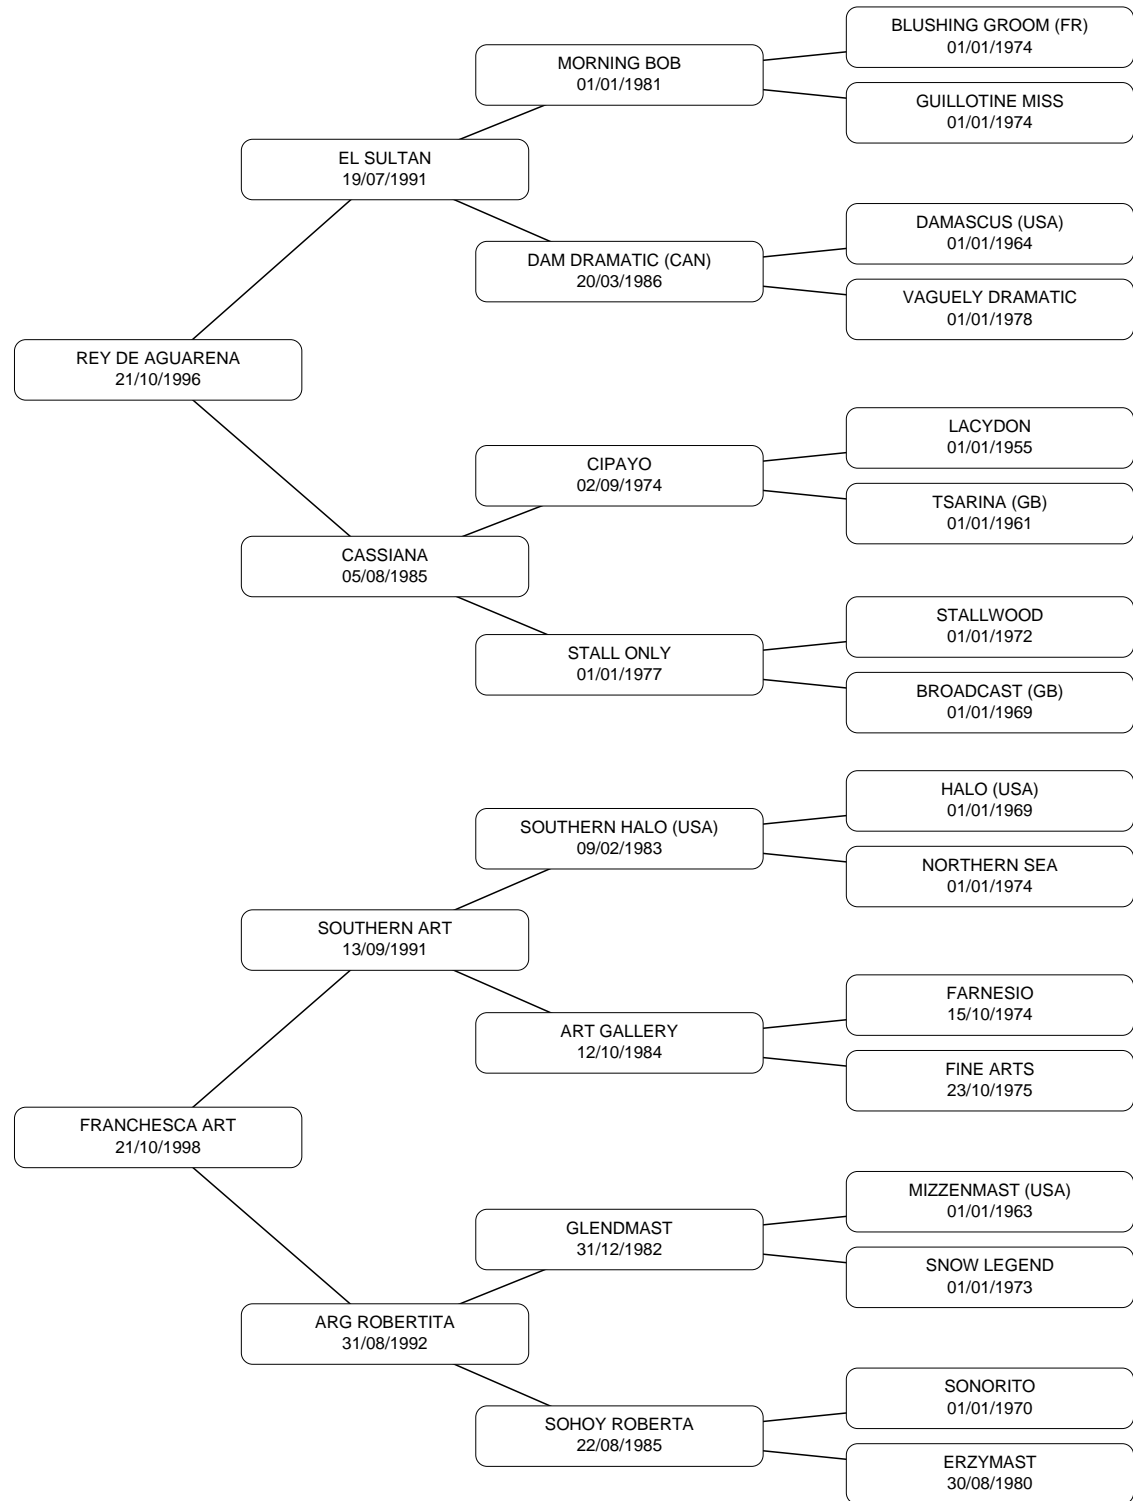 BLUSHING GROOM (FR)
01/01/1974
MORNING BOB
01/01/1981
GUILLOTINE MISS
01/01/1974
EL SULTAN
19/07/1991
DAMASCUS (USA)
01/01/1964
DAM DRAMATIC (CAN)
20/03/1986
VAGUELY DRAMATIC
01/01/1978
REY DE AGUARENA
21/10/1996
LACYDON
01/01/1955
CIPAYO
02/09/1974
TSARINA (GB)
01/01/1961
CASSIANA
05/08/1985
STALLWOOD
01/01/1972
STALL ONLY
01/01/1977
BROADCAST (GB)
01/01/1969
HALO (USA)
01/01/1969
SOUTHERN HALO (USA)
09/02/1983
NORTHERN SEA
01/01/1974
SOUTHERN ART
13/09/1991
FARNESIO
15/10/1974
ART GALLERY
12/10/1984
FINE ARTS
23/10/1975
FRANCHESCA ART
21/10/1998
MIZZENMAST (USA)
01/01/1963
GLENDMAST
31/12/1982
SNOW LEGEND
01/01/1973
ARG ROBERTITA
31/08/1992
SONORITO
01/01/1970
SOHOY ROBERTA
22/08/1985
ERZYMAST
30/08/1980